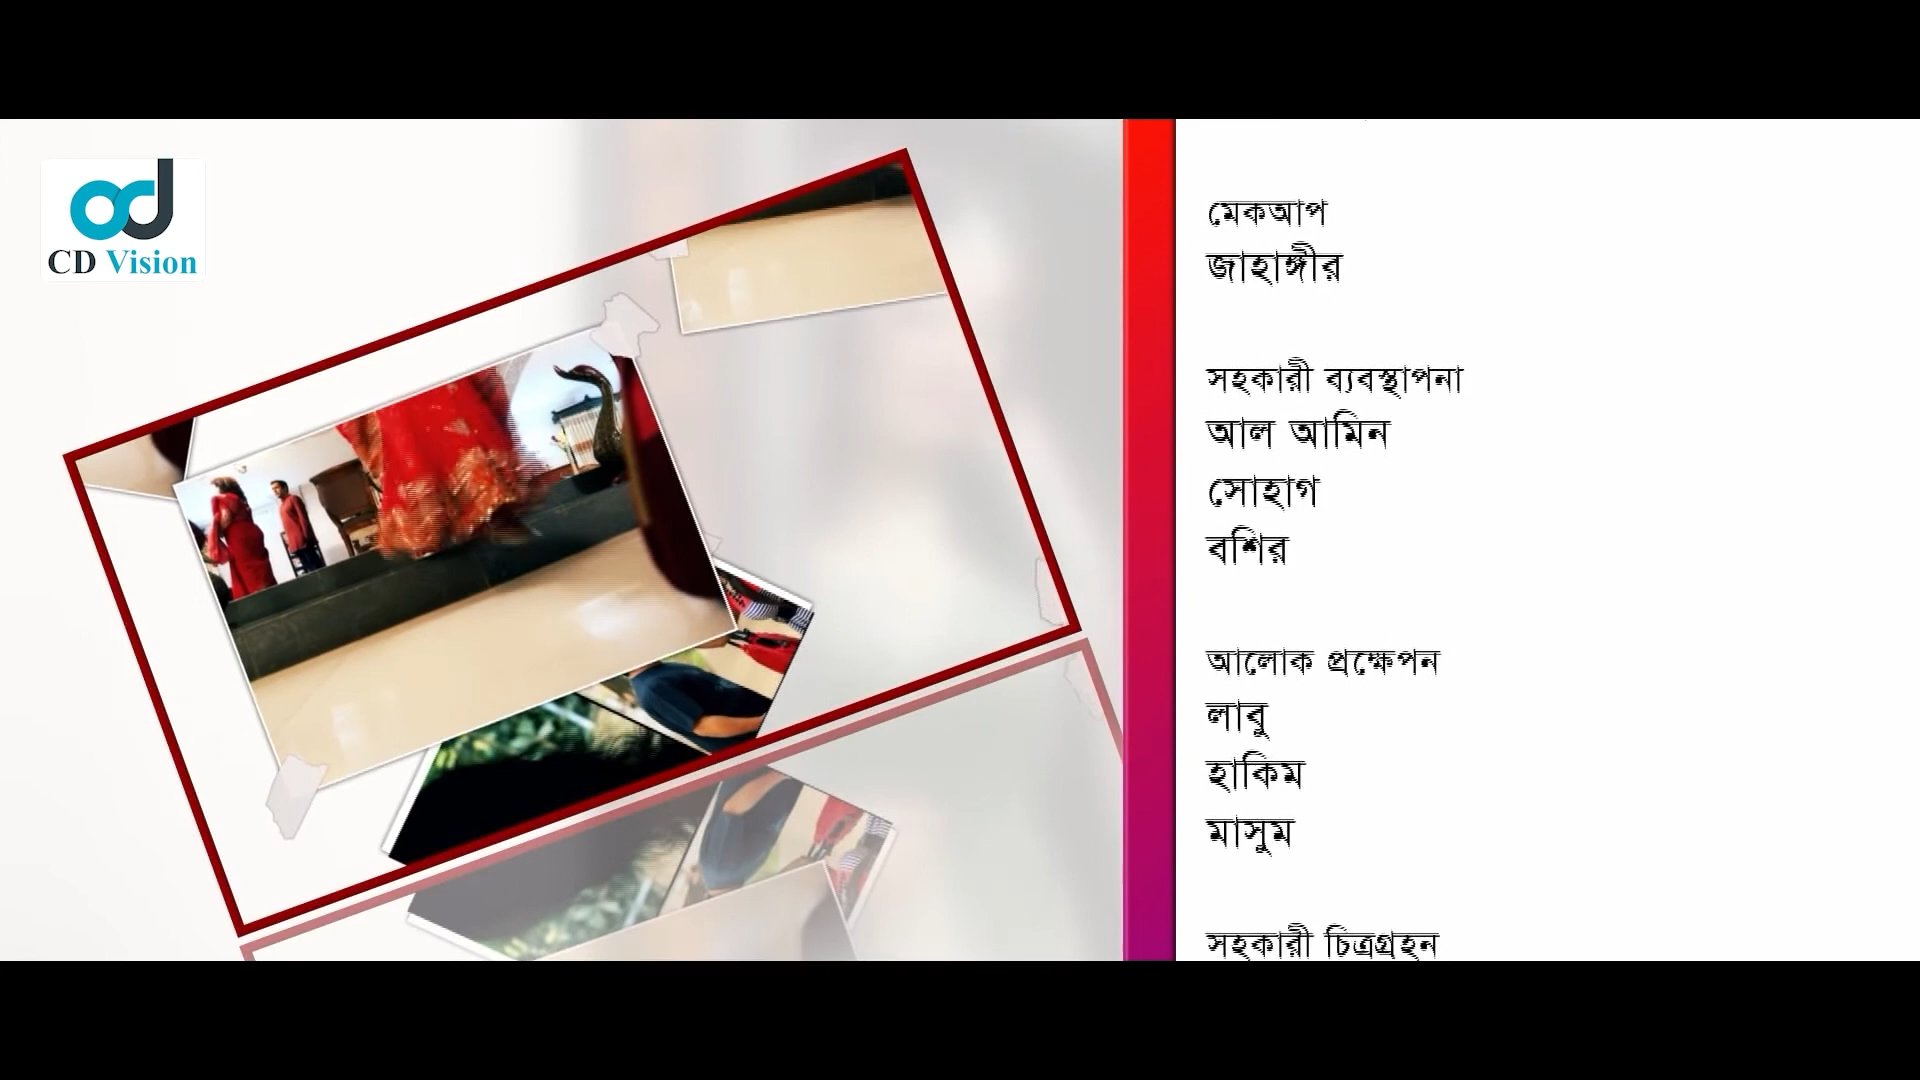 CD Vision
মেকআপ
জাহাঙ্গীর
সহকারী ব্যবস্থাপনা
আল আমিন
সোহাগ
বশির
আলোক প্রক্ষেপন
লাবু
হাকিম
মাসুম
সহকারী চিত্রগ্রহন